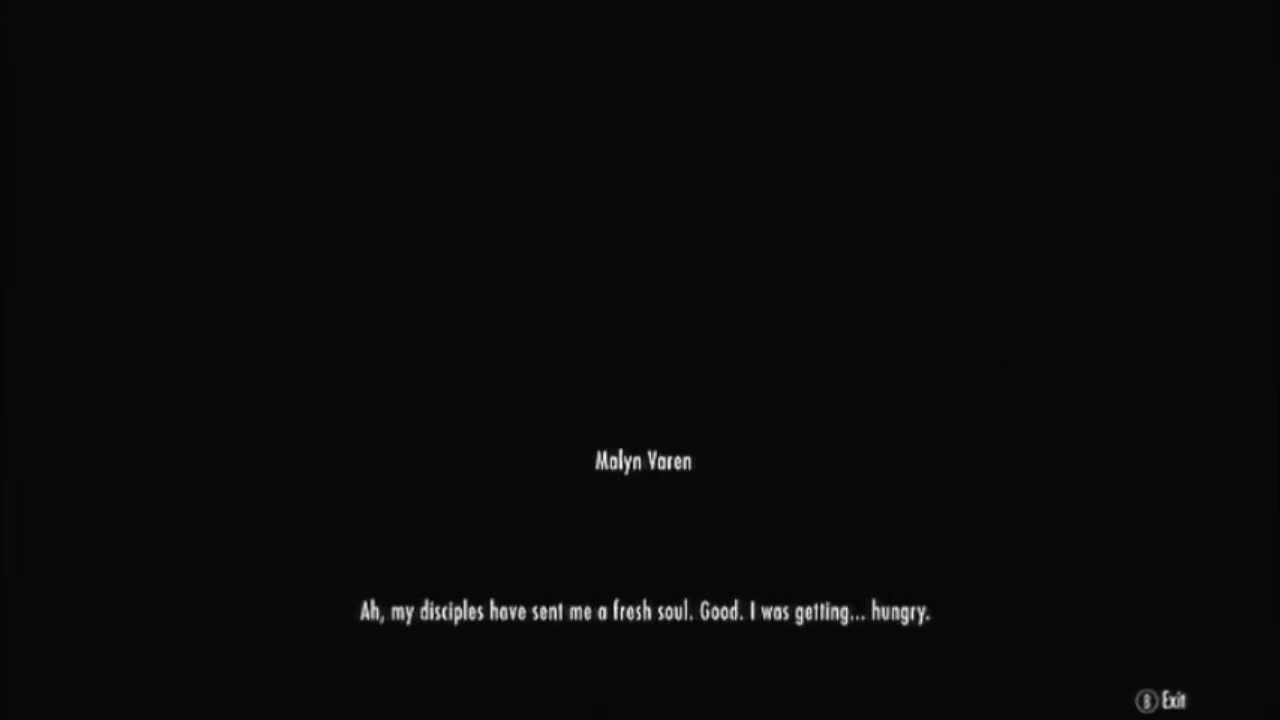 Malyn Varen
Ah, my disciples have sent me a fresh soul. Good. I was getting... hungry.
B Exit